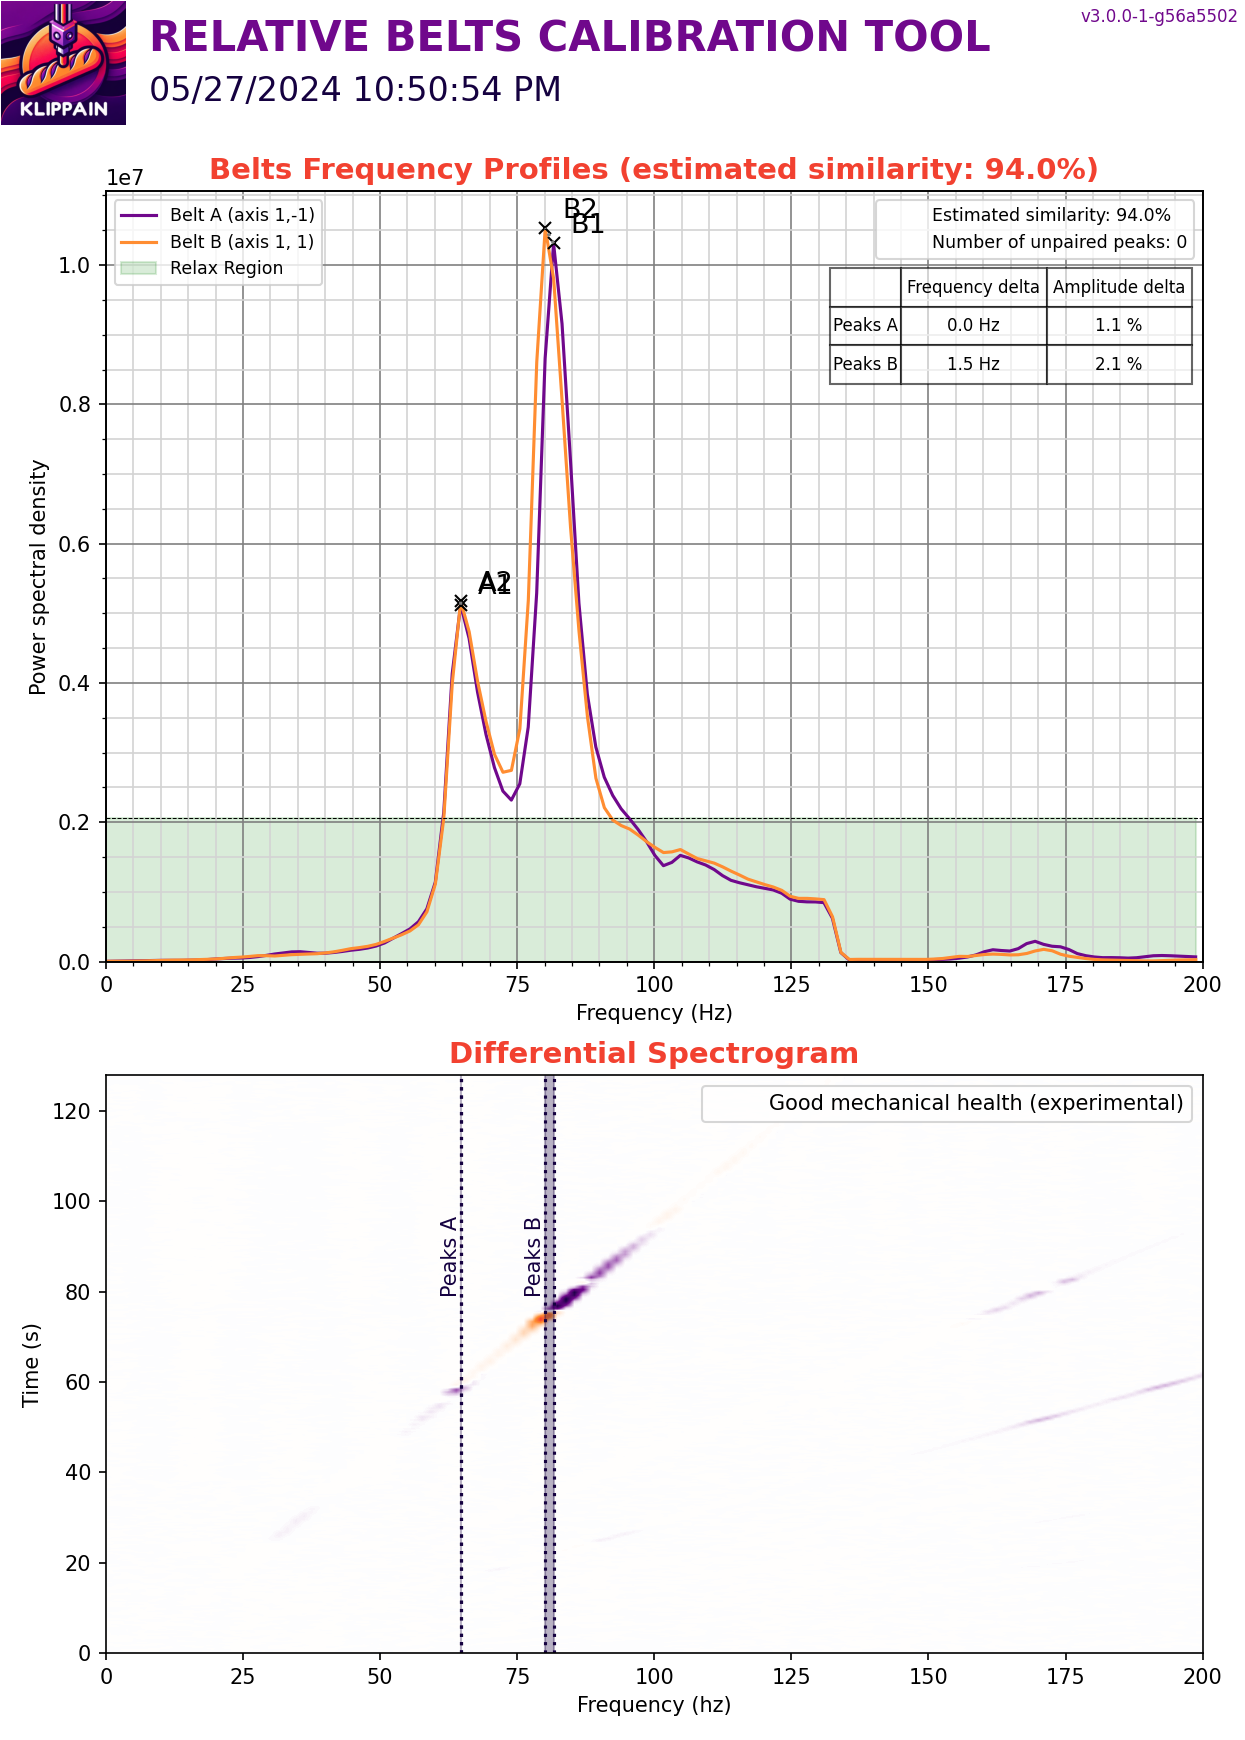 KLIPPAIN
RELATIVE BELTS CALIBRATION TOOL
05/27/2024 10:50:54 PM
v3.0.0-1-g56a5502
Belts Frequency Profiles (estimated similarity: 94.0%)
1e7
Belt A (axis 1,-1)
Belt B (axis 1, 1)
Relax Region
B2
B1
Estimated similarity: 94.0%
Number of unpaired peaks: 0
Frequency delta Amplitude delta
Peaks A 0.0 Hz 1.1 %
Peaks B 1.5 Hz 2.1 %
A2
A1
Power spectral density
1.0
0.8
0.6
0.4
0.2
0.0
0 25 50 75 100 125 150 175 200
Frequency (Hz)
Differential Spectrogram
Good mechanical health (experimental)
Peaks A
Peaks B
Time (s)
120
100
80
60
40
20
0
0 25 50 75 100 125 150 175 200
Frequency (hz)